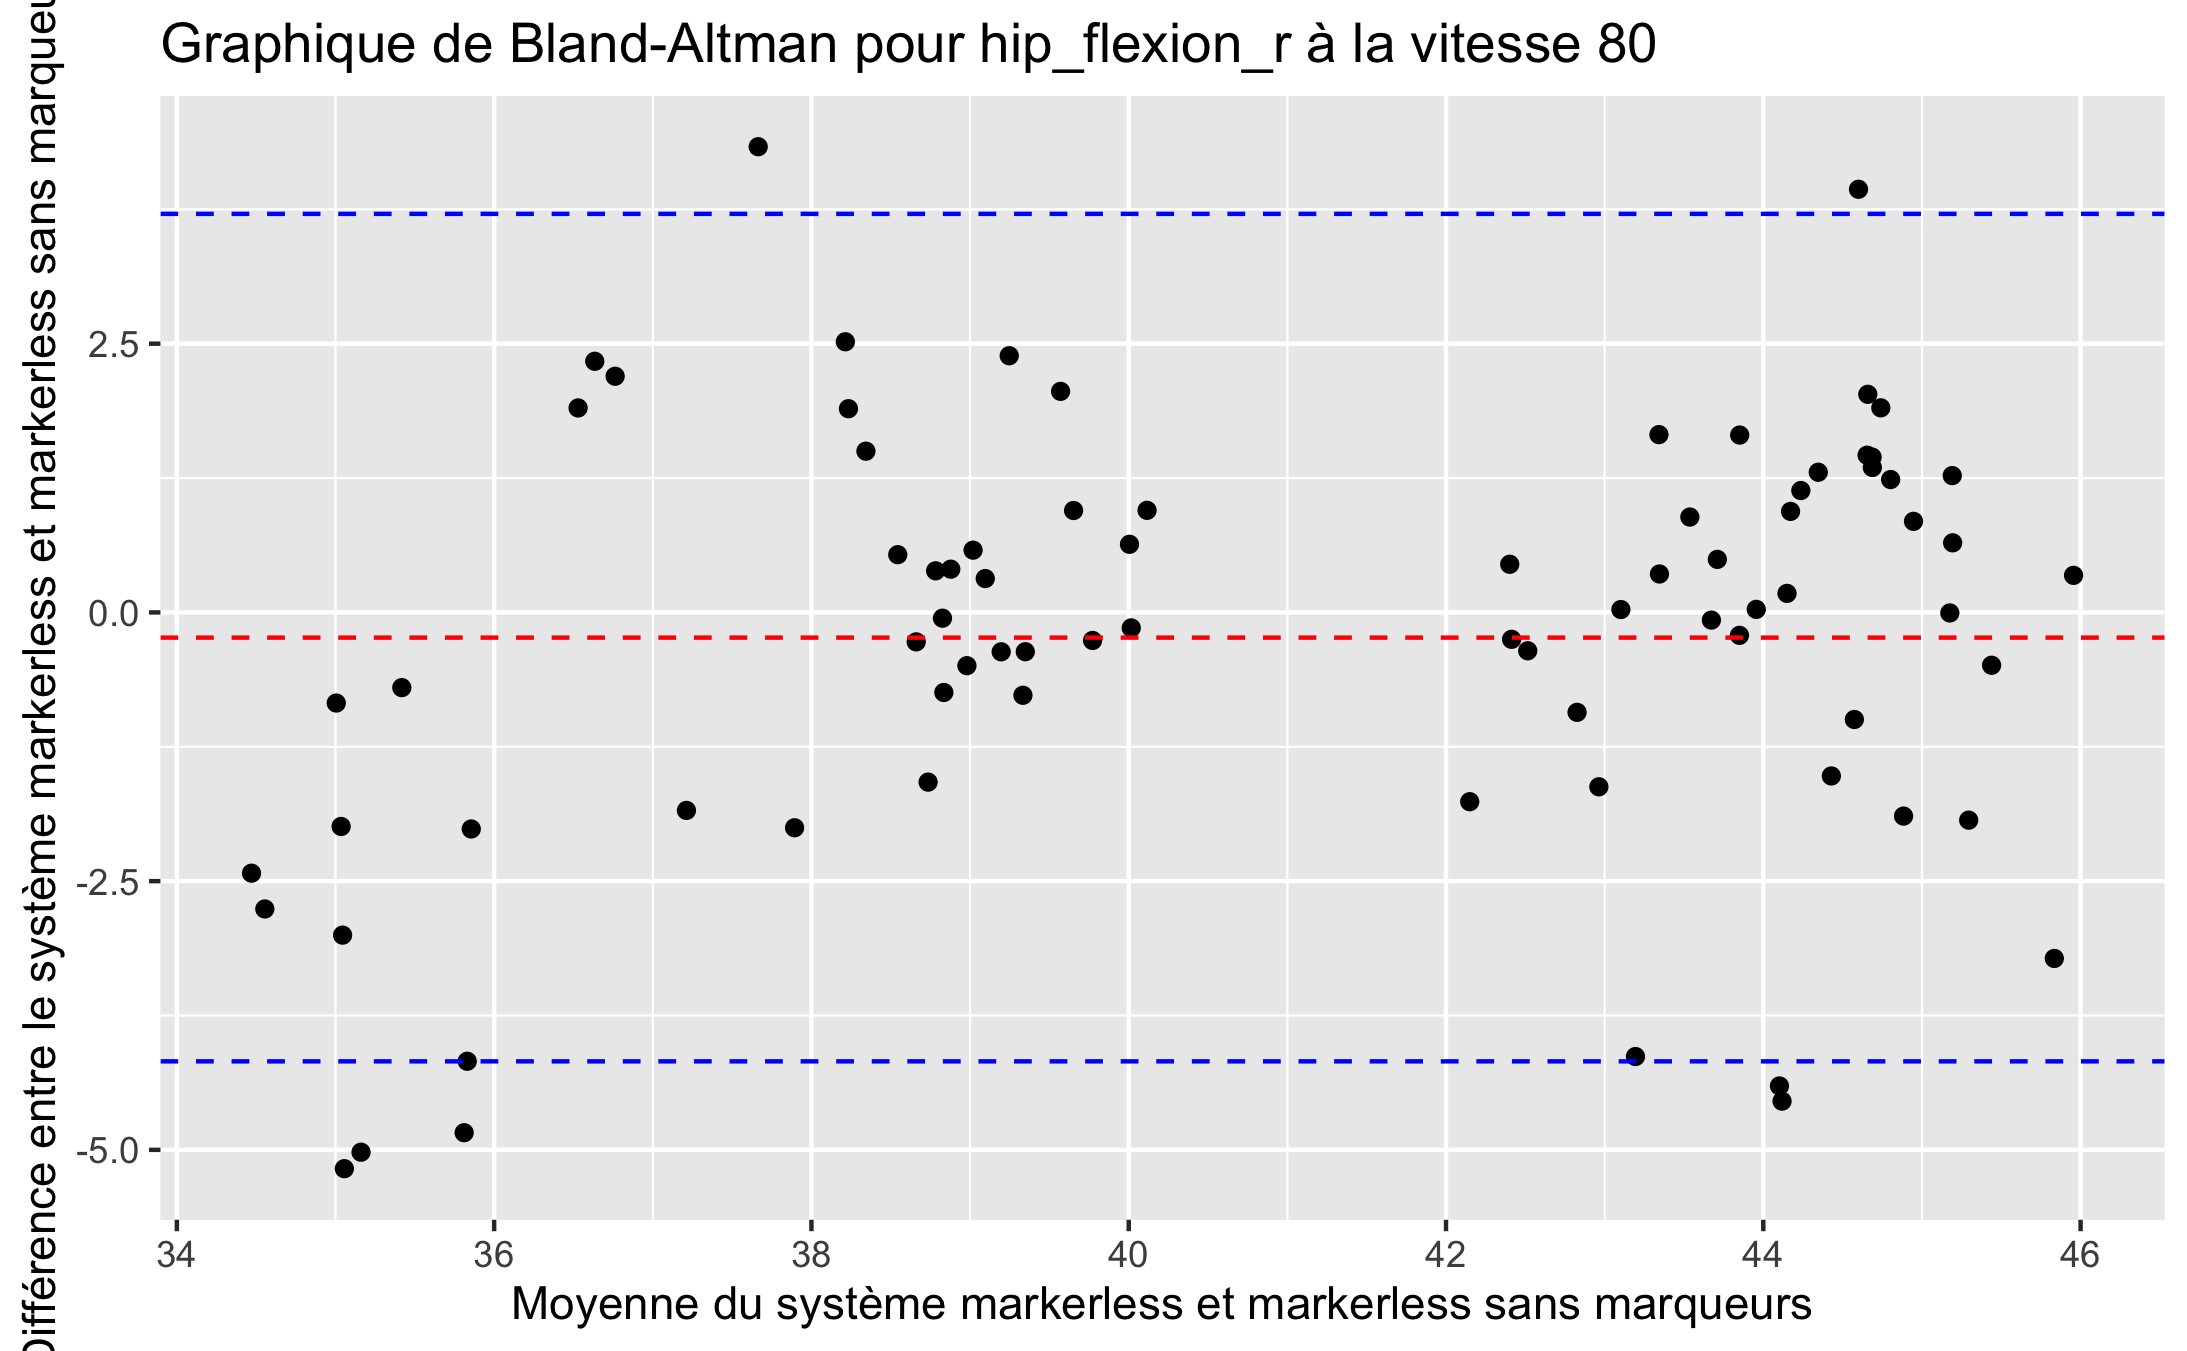 Graphique de Bland-Altman pour hip_flexion_r à la vitesse 80
Différence entre le système markerless et markerless sans marqueu
2.5
0.0
-2.5
-5.0
34 36 38 40 42 44 46
Moyenne du système markerless et markerless sans marqueurs